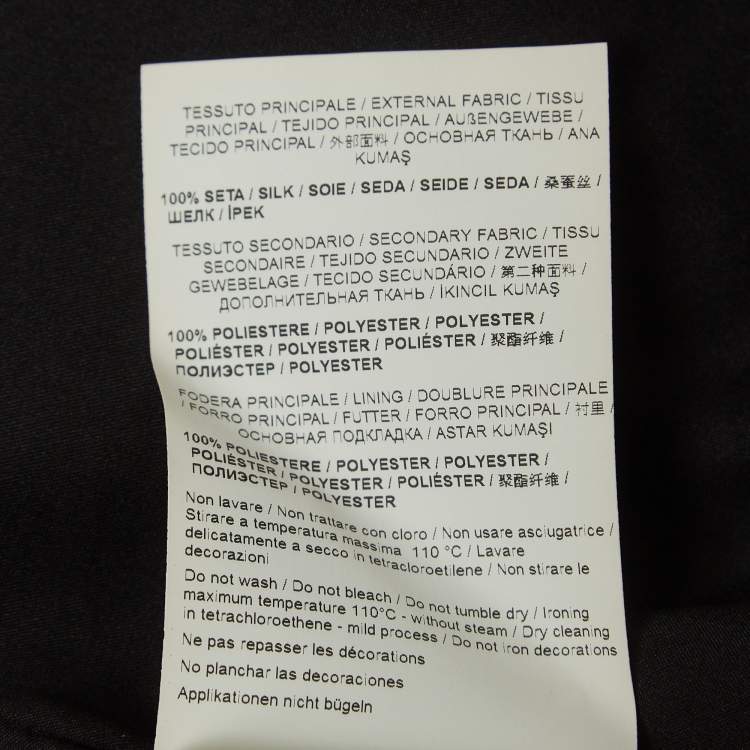 TESSUTO PRINCIPALE / EXTERNAL FABRIC / TISSU
PRINCIPAL / TEJIDO PRINCIPAL / AUßENGEWEBE /
TECIDO PRINCIPAL / 外部面料 / ОСНОВНАЯ ТКАНЬ / ANA
KUMAŞ
100% SETA / SILK / SOIE / SEDA / SEIDE / SEDA / 桑蚕丝 /
ШЕЛК / İPEK
TESSUTO SECONDARIO / SECONDARY FABRIC / TISSU
SECONDAIRE / TEJIDO SECUNDARIO / ZWEITE
GEWEBELAGE / TECIDO SECUNDÁRIO / 第二种面料 /
ДОПОЛНИТЕЛЬНАЯ ТКАНЬ / İKINCIL KUMAŞ
100% POLIESTERE / POLYESTER / POLYESTER /
POLIÉSTER / POLYESTER / POLIÉSTER / 聚酯纤维 /
ПОЛИЭСТЕР / POLYESTER
FODERA PRINCIPALE / LINING / DOUBLURE PRINCIPALE
/ FORRO PRINCIPAL / FUTTER / FORRO PRINCIPAL / 衬里 /
ОСНОВНАЯ ПОДКЛАДКА / ASTAR KUMAŞI
100% POLIESTERE / POLYESTER / POLYESTER /
POLIÉSTER / POLYESTER / POLIÉSTER / 聚酯纤维 /
ПОЛИЭСТЕР / POLYESTER
Non lavare / Non trattare con cloro / Non usare asciugatrice /
Stirare a temperatura massima 110 °C / Lavare
delicatamente a secco in tetracloroetilene / Non stirare le
decorazioni
Do not wash / Do not bleach / Do not tumble dry / Ironing
maximum temperature 110°C - without steam / Dry cleaning
in tetrachloroethene - mild process / Do not iron decorations
Ne pas repasser les décorations
No planchar las decoraciones
Applikationen nicht bügeln